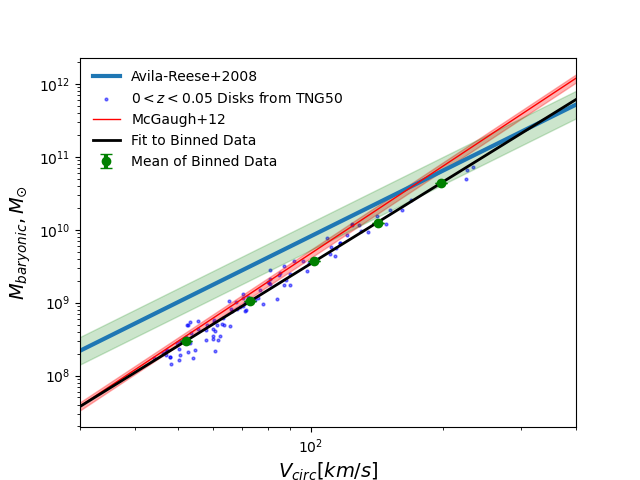 Avila-Reese+2008
0 < z < 0.05 Disks from TNG50
McGaugh+12
Fit to Binned Data
Mean of Binned Data
10^12
10^11
10^10
10^9
10^8
M_baryonic, M_⊙
10^2
V_circ[km/s]